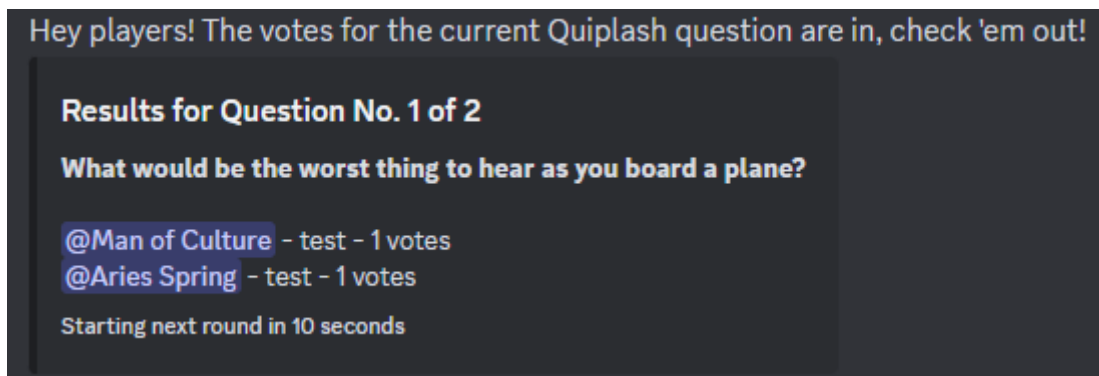 Hey players! The votes for the current Quiplash question are in, check 'em out!
Results for Question No. 1 of 2
What would be the worst thing to hear as you board a plane?
@Man of Culture - test - 1 votes
@Aries Spring - test - 1 votes
Starting next round in 10 seconds